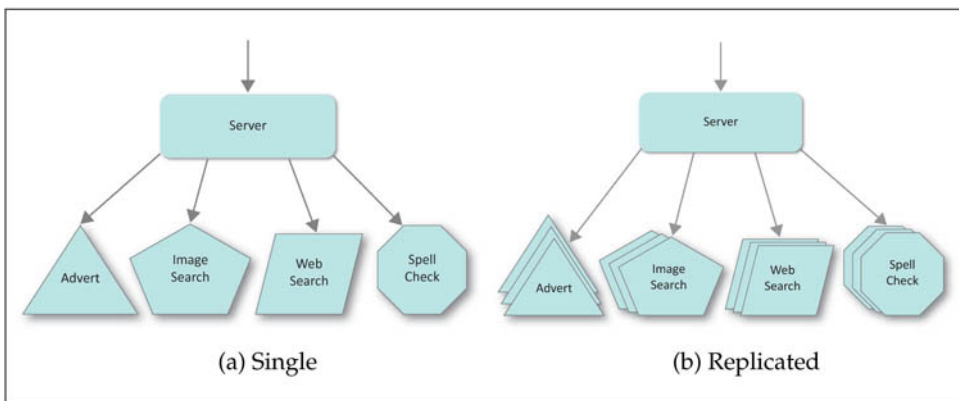 Server
Advert
Image
Search
Web
Search
Spell
Check
(a) Single
Server
Advert
Image
Search
Web
Search
Spell
Check
(b) Replicated